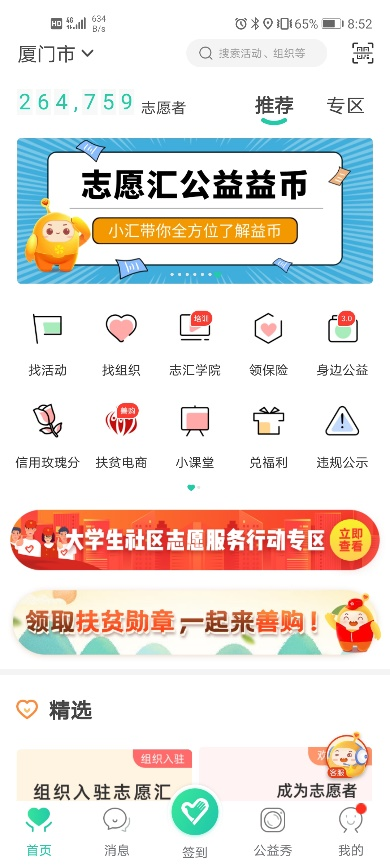 HD 4G 634 B/s 65% 8:52
厦门市 搜索活动、组织等
264,759 志愿者 推荐 专区
志愿汇公益益币
小汇带你全方位了解益币
培训 3.0
找活动 找组织 志汇学院 领保险 身边公益
善购
信用玫瑰分 扶贫电商 小课堂 兑福利 违规公示
大学生社区志愿服务行动专区 立即查看
领取扶贫勋章,一起来善购!
精选
组织入驻
组织入驻志愿汇 成为志愿者
客服
首页 消息 签到 公益秀 我的